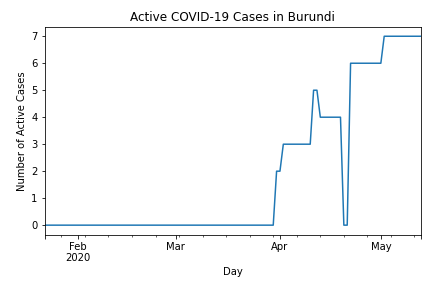 Active COVID-19 Cases in Burundi
Number of Active Cases
7
6
5
4
3
2
1
0
Feb
2020
Mar
Apr
May
Day